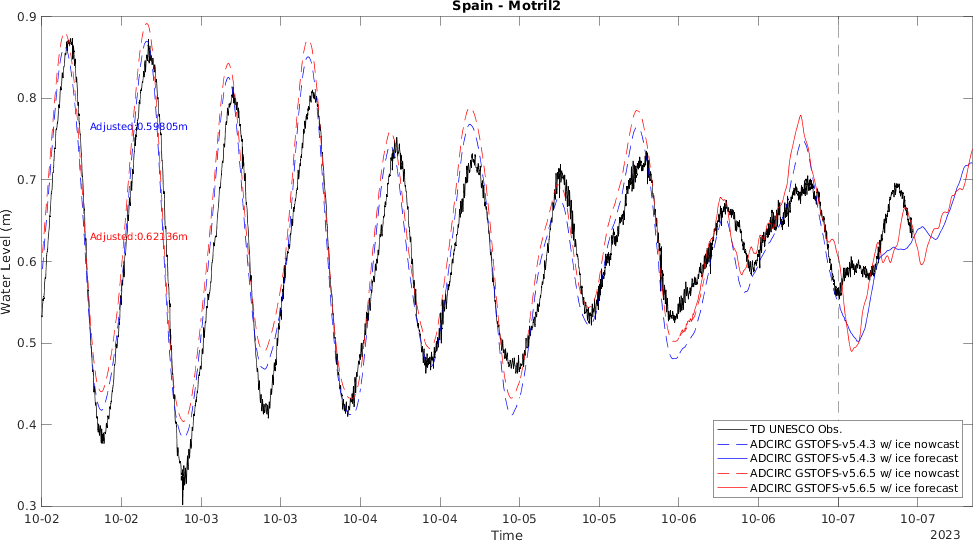 Spain - Motril2
0.9
0.8
0.7
0.6
0.5
0.4
0.3
Water Level (m)
Adjusted:0.59805m
Adjusted:0.62136m
TD UNESCO Obs.
ADCIRC GSTOFS-v5.4.3 w/ ice nowcast
ADCIRC GSTOFS-v5.4.3 w/ ice forecast
ADCIRC GSTOFS-v5.6.5 w/ ice nowcast
ADCIRC GSTOFS-v5.6.5 w/ ice forecast
10-02 10-02 10-03 10-03 10-04 10-04 10-05 10-05 10-06 10-06 10-07 10-07
Time
2023